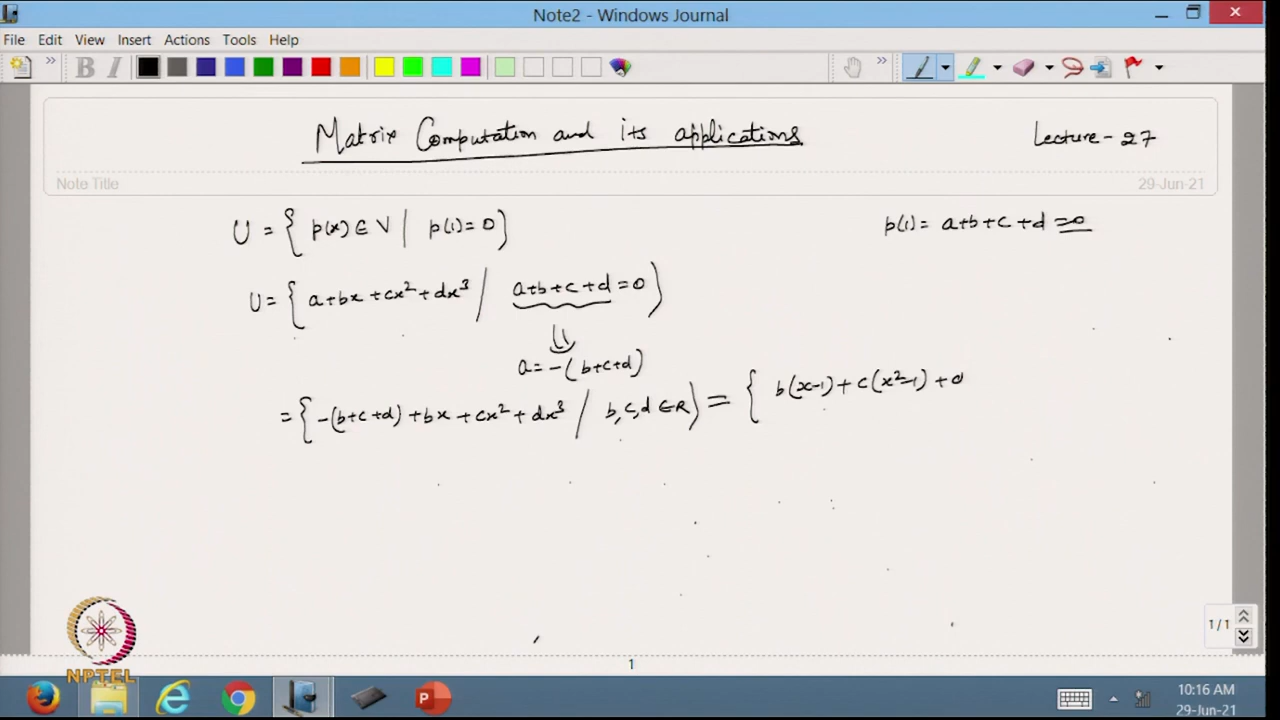 Note2 - Windows Journal
File Edit View Insert Actions Tools Help
Matrix Computation and its applications
Lecture-27
Note Title
29-Jun-21
U = { p(x) ∈ V | p(1) = 0 }
p(1) = a+b+c+d = 0
U = { a+bx+cx²+dx³ / a+b+c+d = 0 }
⇓
a = -(b+c+d)
= { -(b+c+d) + bx + cx² + dx³ / b, c, d ∈ R } = { b(x-1) + c(x²-1) + d
1/1
NPTEL
1
10:16 AM
29-Jun-21